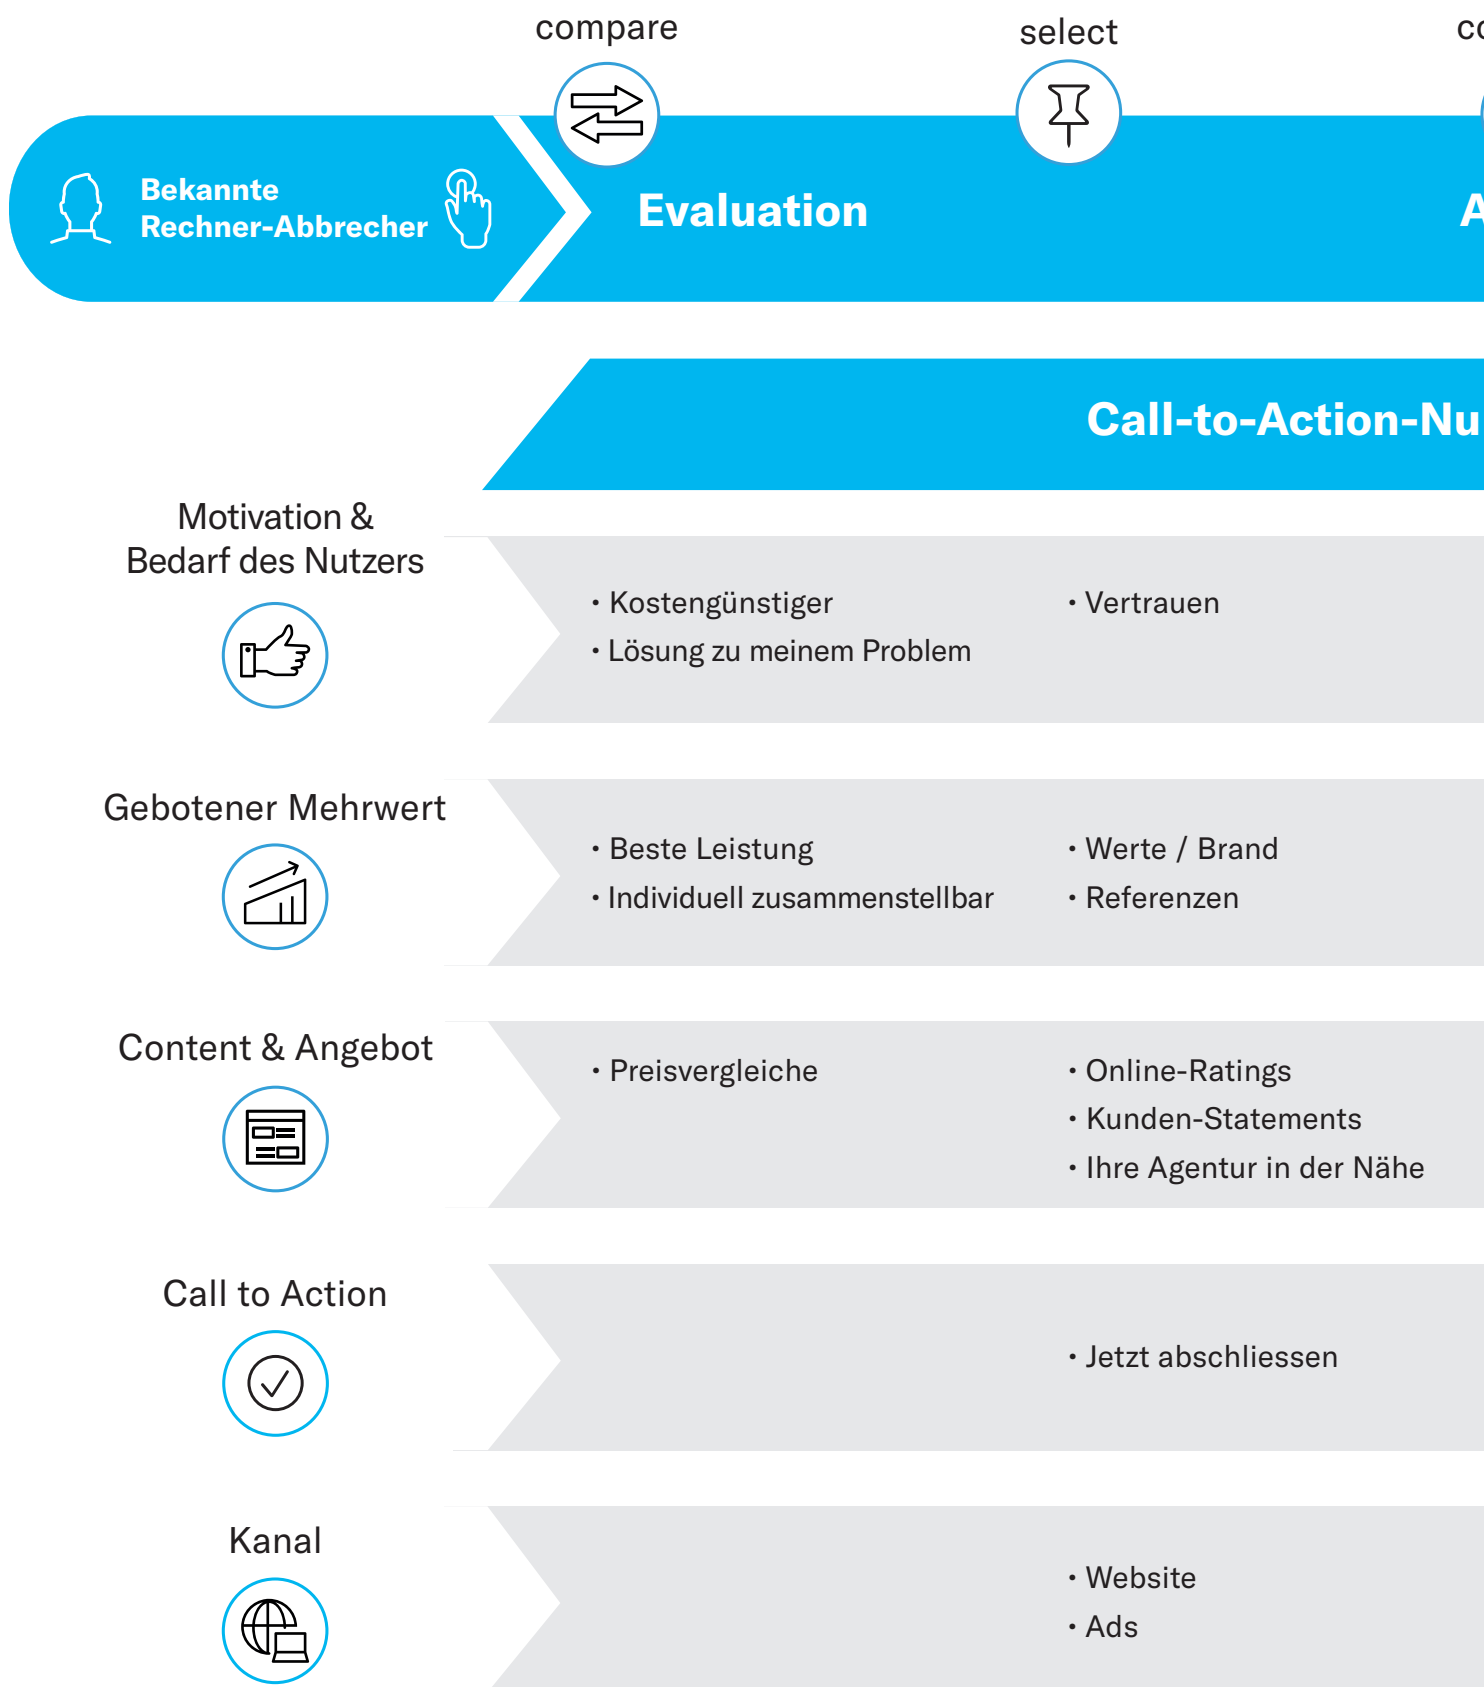 compare
select
co
Bekannte
Rechner-Abbrecher
Evaluation
A
Call-to-Action-Nu
Motivation &
Bedarf des Nutzers
• Kostengünstiger
• Lösung zu meinem Problem
• Vertrauen
Gebotener Mehrwert
• Beste Leistung
• Individuell zusammenstellbar
• Werte / Brand
• Referenzen
Content & Angebot
• Preisvergleiche
• Online-Ratings
• Kunden-Statements
• Ihre Agentur in der Nähe
Call to Action
• Jetzt abschliessen
Kanal
• Website
• Ads